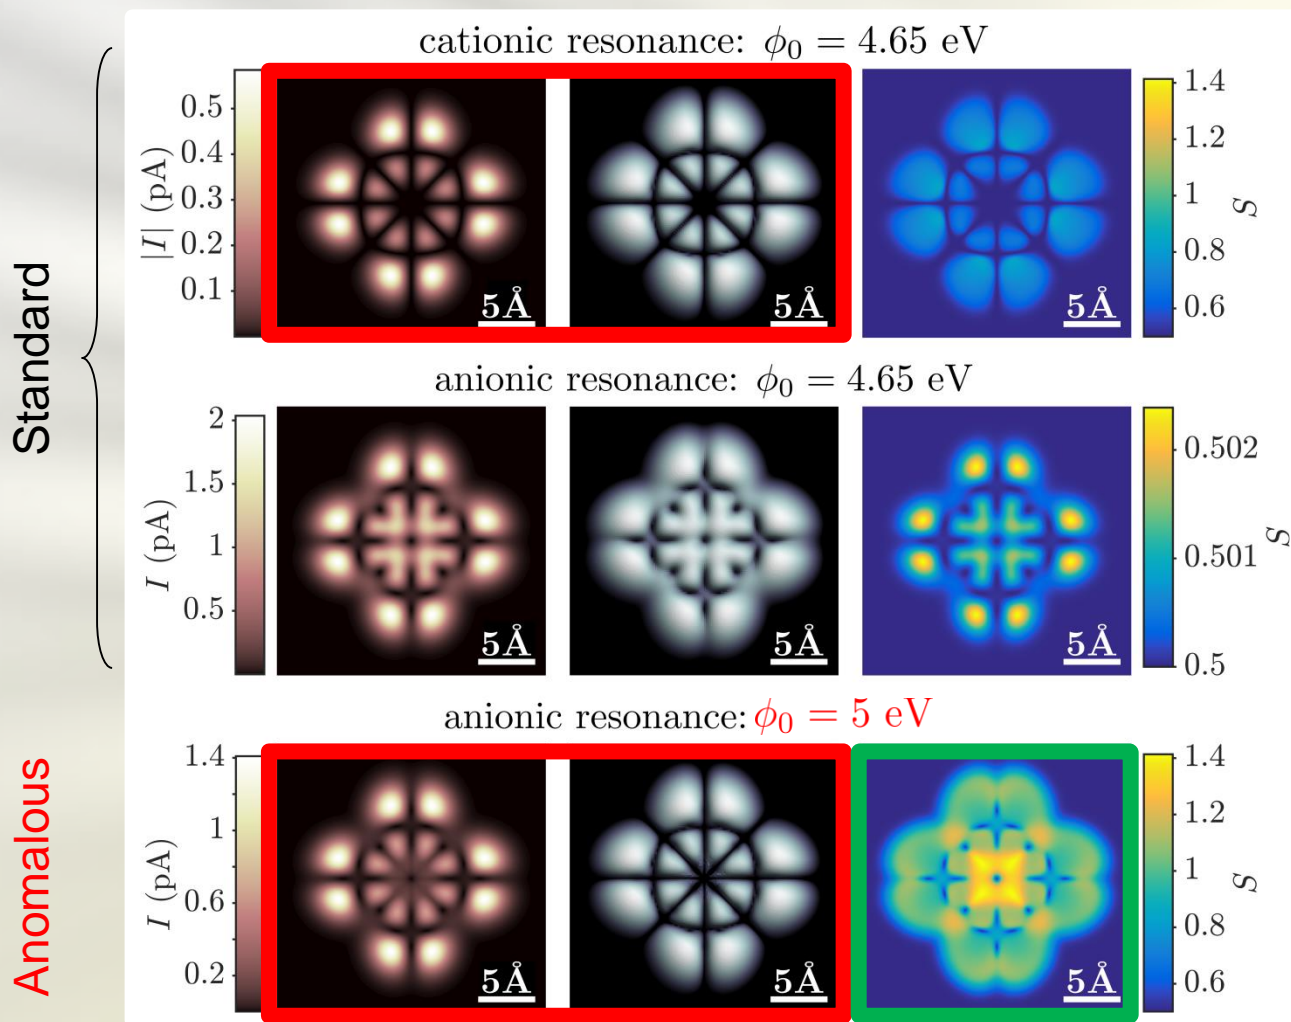 cationic resonance: ϕ₀ = 4.65 eV
Standard
|I| (pA)
0.5
0.4
0.3
0.2
0.1
5Å
5Å
5Å
1.4
1.2
1
0.8
0.6
S
anionic resonance: ϕ₀ = 4.65 eV
I (pA)
2
1.5
1
0.5
5Å
5Å
5Å
0.502
0.501
0.5
S
anionic resonance: ϕ₀ = 5 eV
Anomalous
I (pA)
1.4
1
0.6
0.2
5Å
5Å
5Å
1.4
1.2
1
0.8
0.6
S